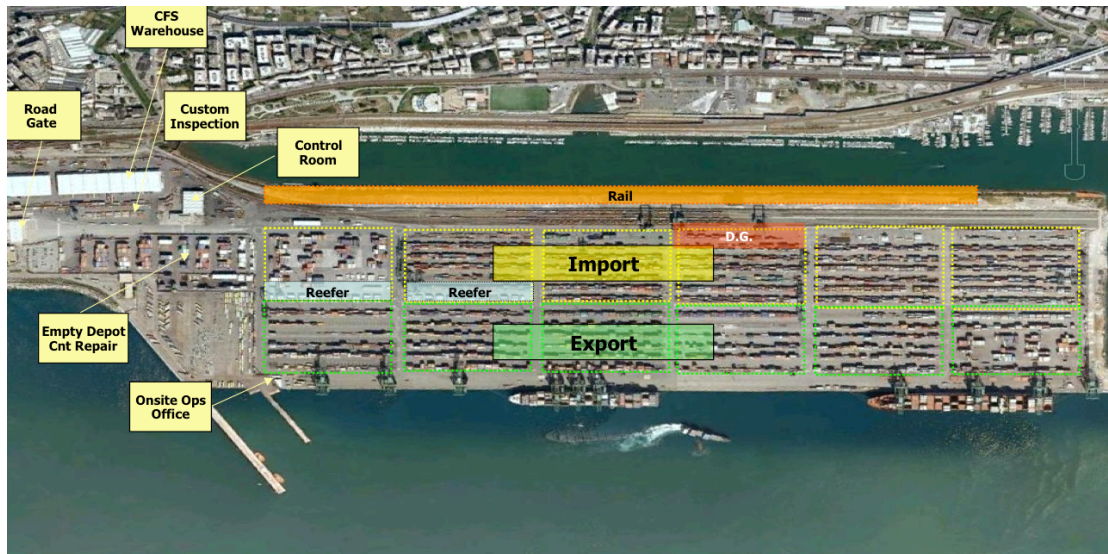 CFS
Warehouse
Road
Gate
Custom
Inspection
Control
Room
Rail
D.G.
Import
Reefer
Reefer
Empty Depot
Cnt Repair
Export
Onsite Ops
Office